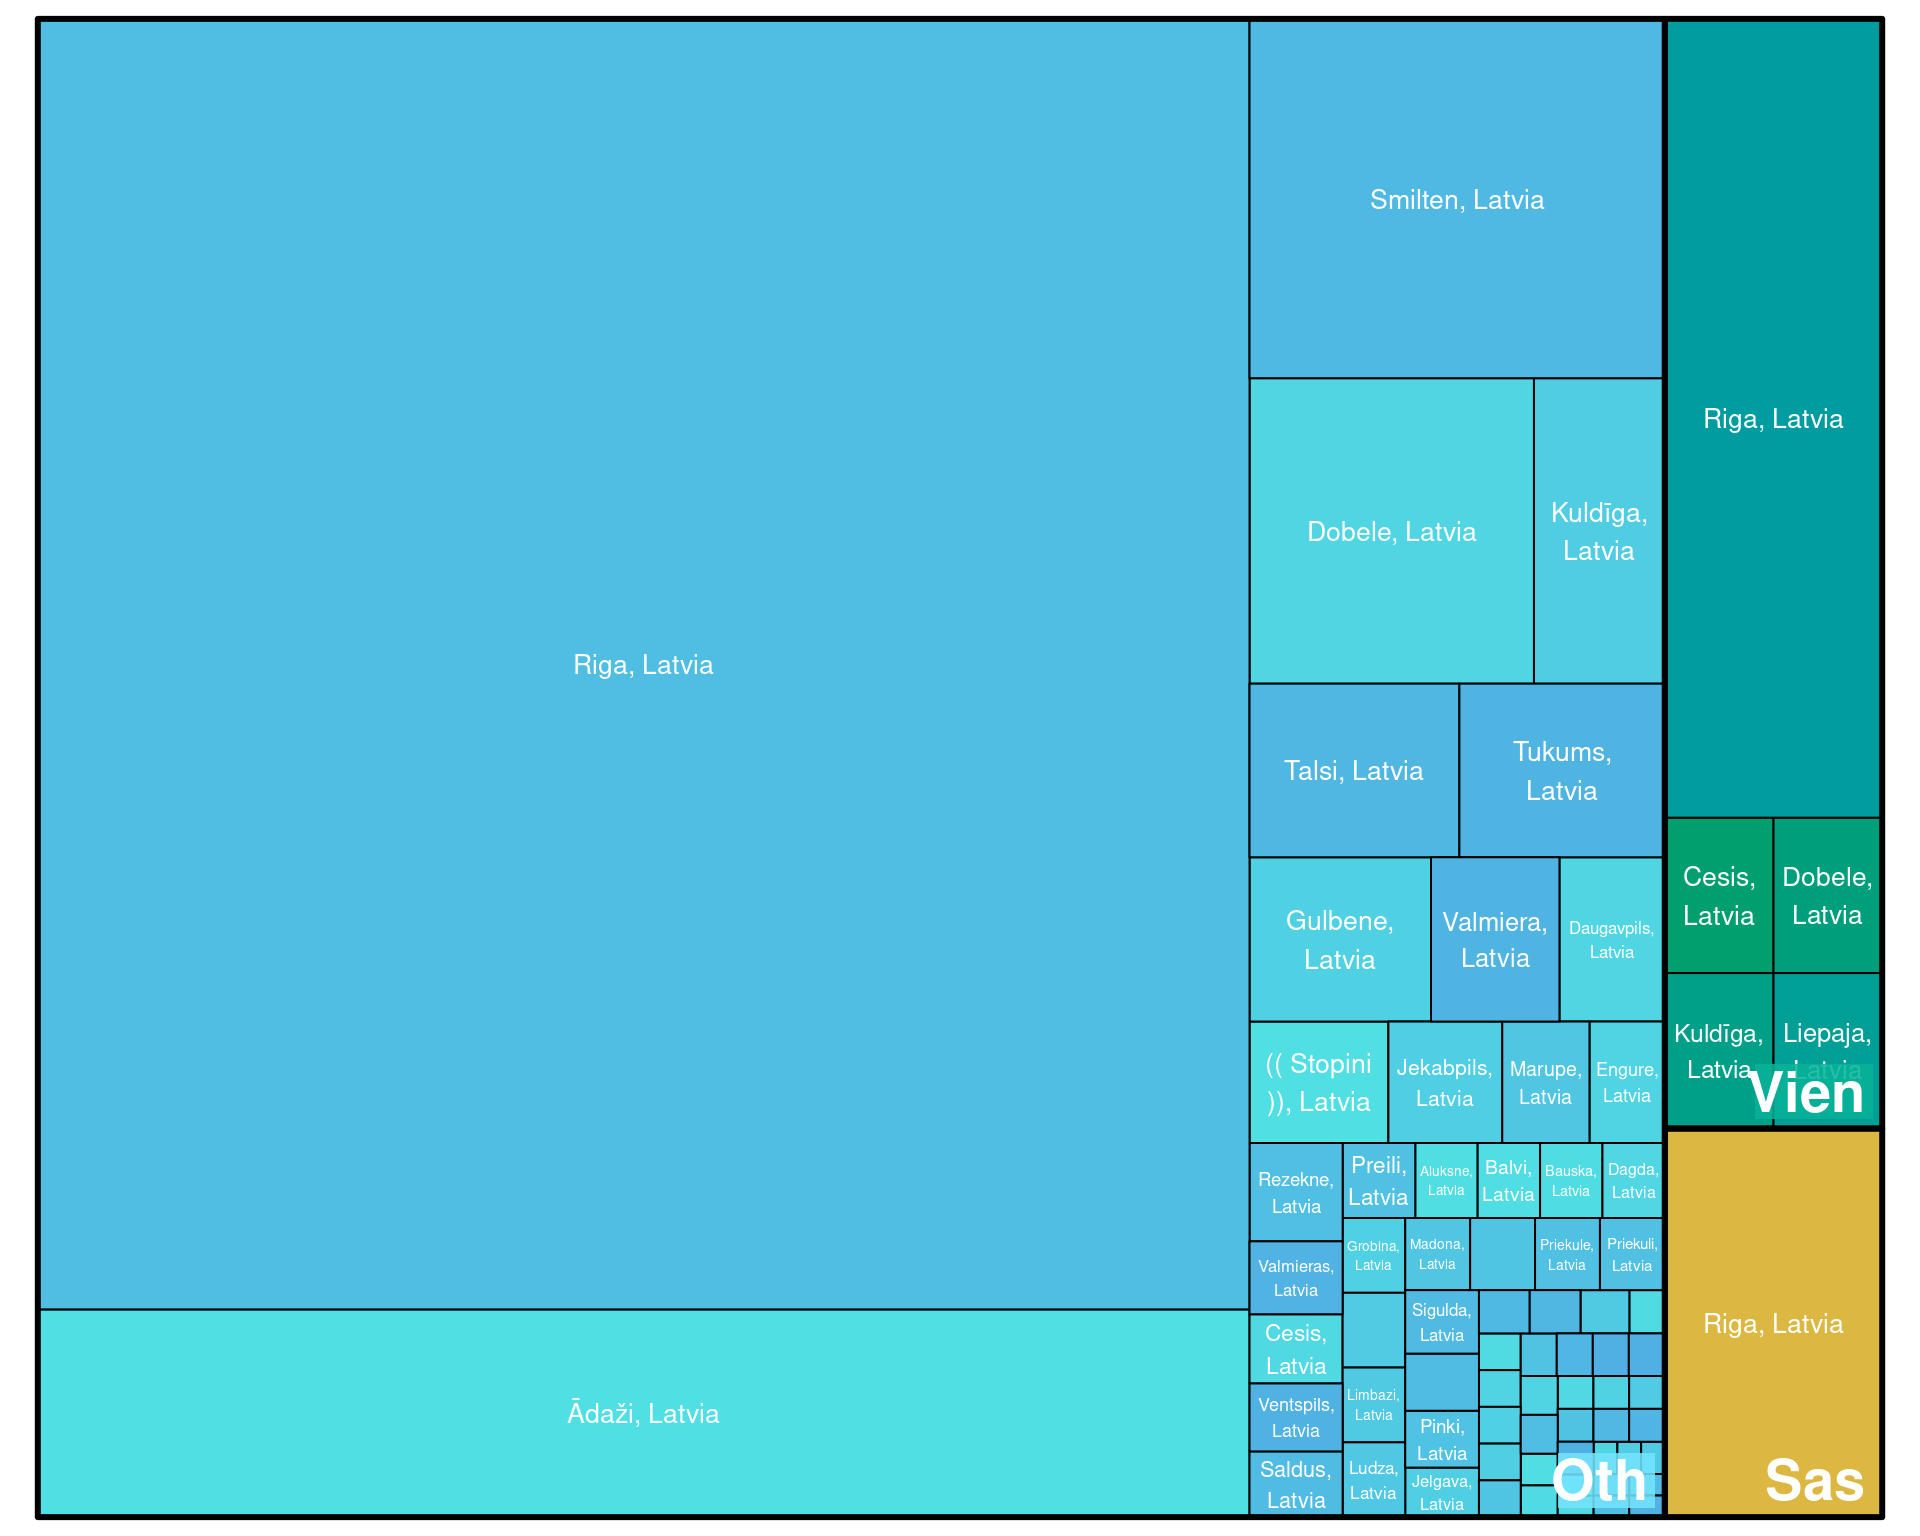 Riga, Latvia
Ādaži, Latvia
Smilten, Latvia
Dobele, Latvia
Kuldīga,
Latvia
Talsi, Latvia
Tukums,
Latvia
Gulbene,
Latvia
Valmiera,
Latvia
Daugavpils,
Latvia
(( Stopini
)), Latvia
Jekabpils,
Latvia
Marupe,
Latvia
Engure,
Latvia
Rezekne,
Latvia
Valmieras,
Latvia
Cesis,
Latvia
Ventspils,
Latvia
Saldus,
Latvia
Preili,
Latvia
Aluksne,
Latvia
Balvi,
Latvia
Bauska,
Latvia
Dagda,
Latvia
Grobina,
Latvia
Madona,
Latvia
Priekule,
Latvia
Priekuli,
Latvia
Limbazi,
Latvia
Ludza,
Latvia
Sigulda,
Latvia
Pinki,
Latvia
Jelgava,
Latvia
Oth
Riga, Latvia
Cesis,
Latvia
Dobele,
Latvia
Kuldīga,
Latvia
Liepaja,
Latvia
Vien
Riga, Latvia
Sas